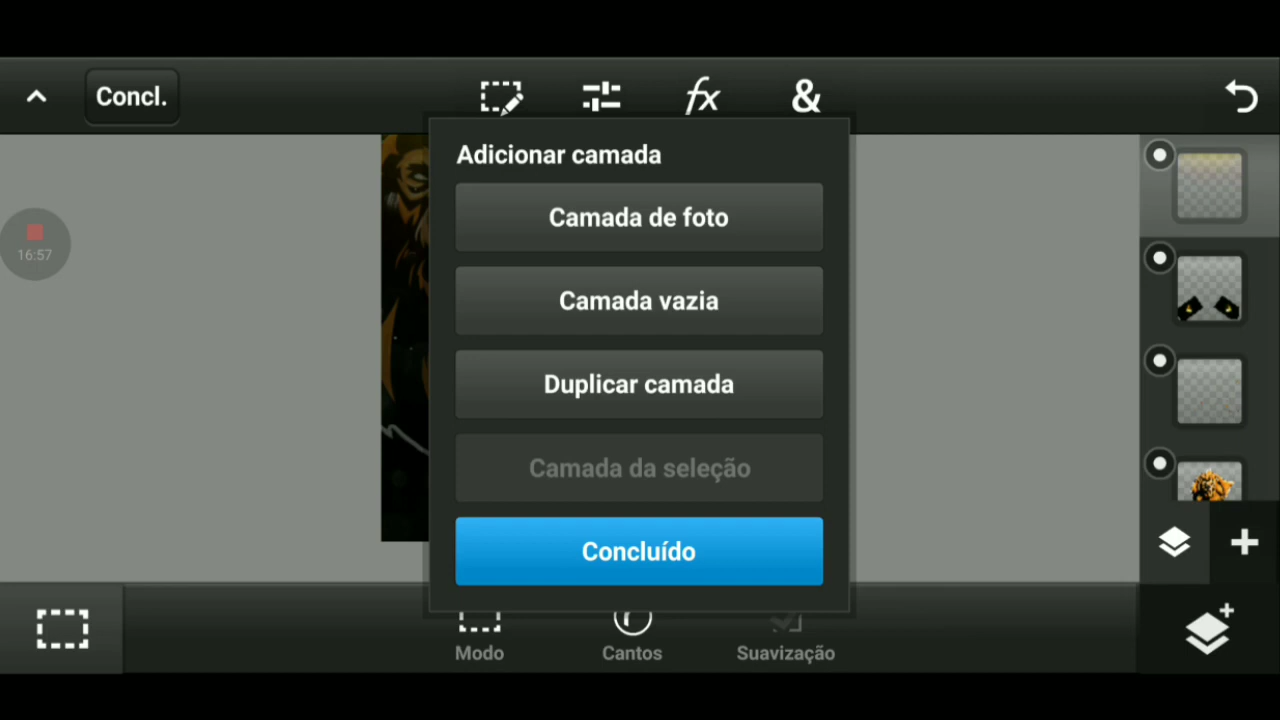 Concl.
fx
&
Adicionar camada
Camada de foto
Camada vazia
Duplicar camada
Camada da seleção
Concluído
16:57
Modo
Cantos
Suavização